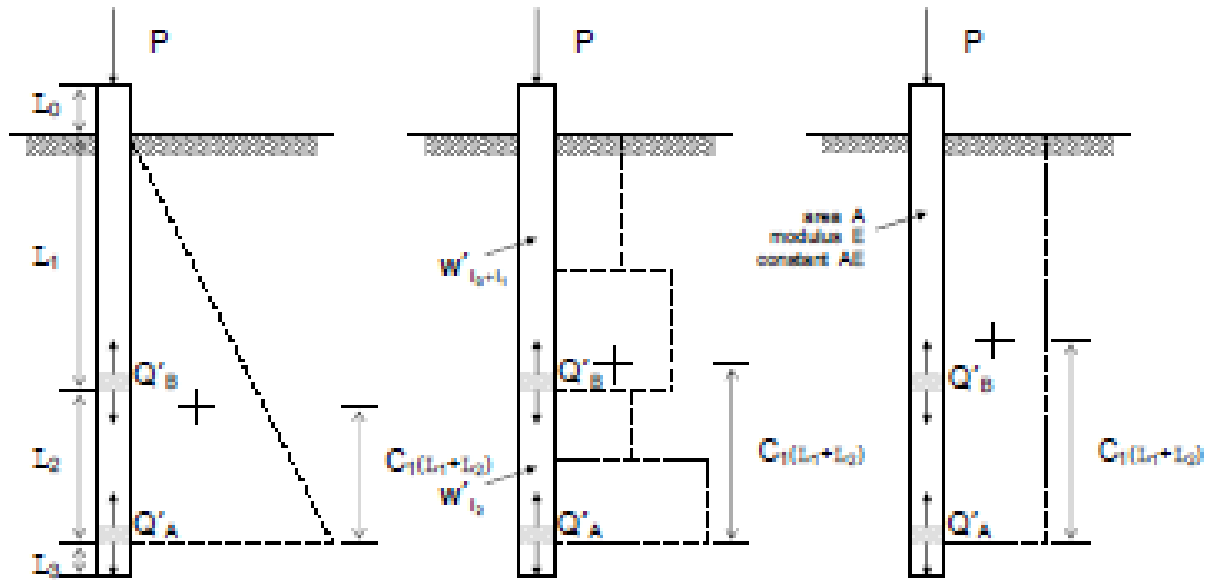 P
P
P
L₀
L₁
area A
modulus E
constant AE
W'L₀+L₁
Q'B
Q'B
Q'B
L₂
C₁(L₁+L₂)
C₁(L₁+L₂)
C₁(L₁+L₂)
W'L₂
Q'A
Q'A
Q'A
L₃